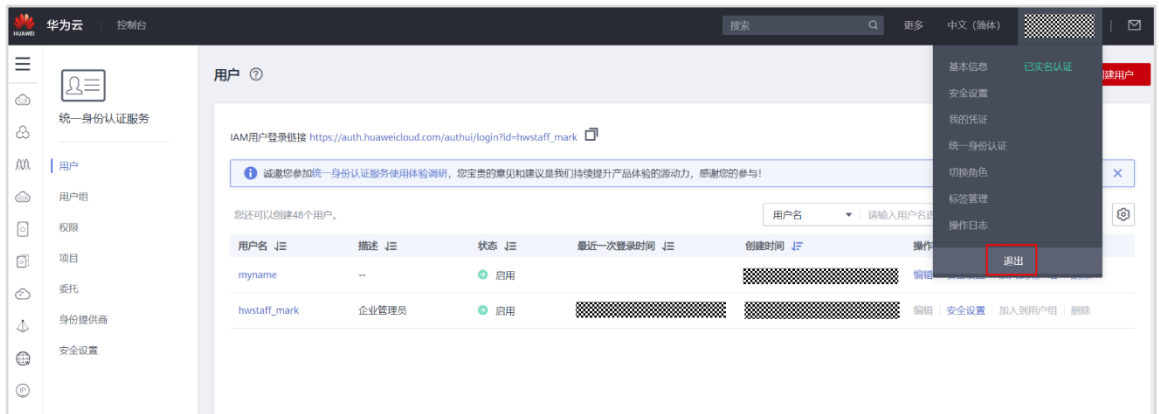 HUAWEI 华为云 控制台 搜索 更多 中文 (简体)
基本信息 已实名认证
安全设置
我的凭证
统一身份认证
切换角色
标签管理
操作日志
退出
统一身份认证服务
用户
用户组
权限
项目
委托
身份提供商
安全设置
用户 建用户
IAM用户登录链接 https://auth.huaweicloud.com/authui/login?id=hwstaff_mark
诚邀您参加统一身份认证服务使用体验调研，您宝贵的意见和建议是我们持续提升产品体验的源动力，感谢您的参与！
您还可以创建48个用户。 用户名 请输入用户名进
用户名 描述 状态 最近一次登录时间 创建时间 操作
myname -- 启用 编辑
hwstaff_mark 企业管理员 启用 编辑 安全设置 加入到用户组 删除